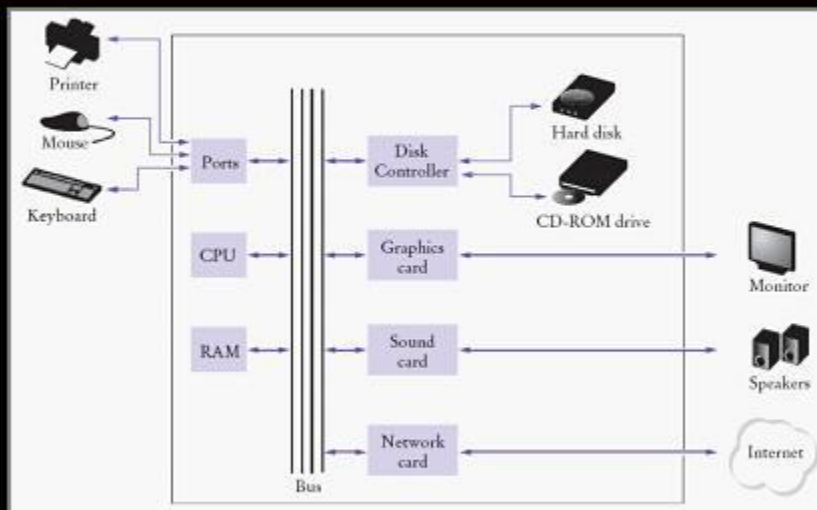 Printer
Mouse
Keyboard
Ports
CPU
RAM
Bus
Disk
Controller
Graphics
card
Sound
card
Network
card
Hard disk
CD-ROM drive
Monitor
Speakers
Internet